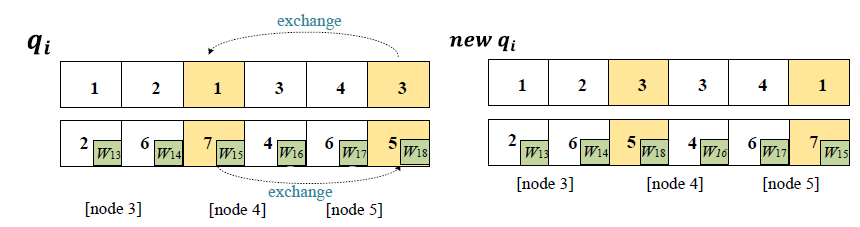 exchange
q_i
1 2 1 3 4 3
2 W13 6 W14 7 W15 4 W16 6 W17 5 W18
exchange
[node 3] [node 4] [node 5]
new q_i
1 2 3 3 4 1
2 W13 6 W14 5 W18 4 W16 6 W17 7 W15
[node 3] [node 4] [node 5]